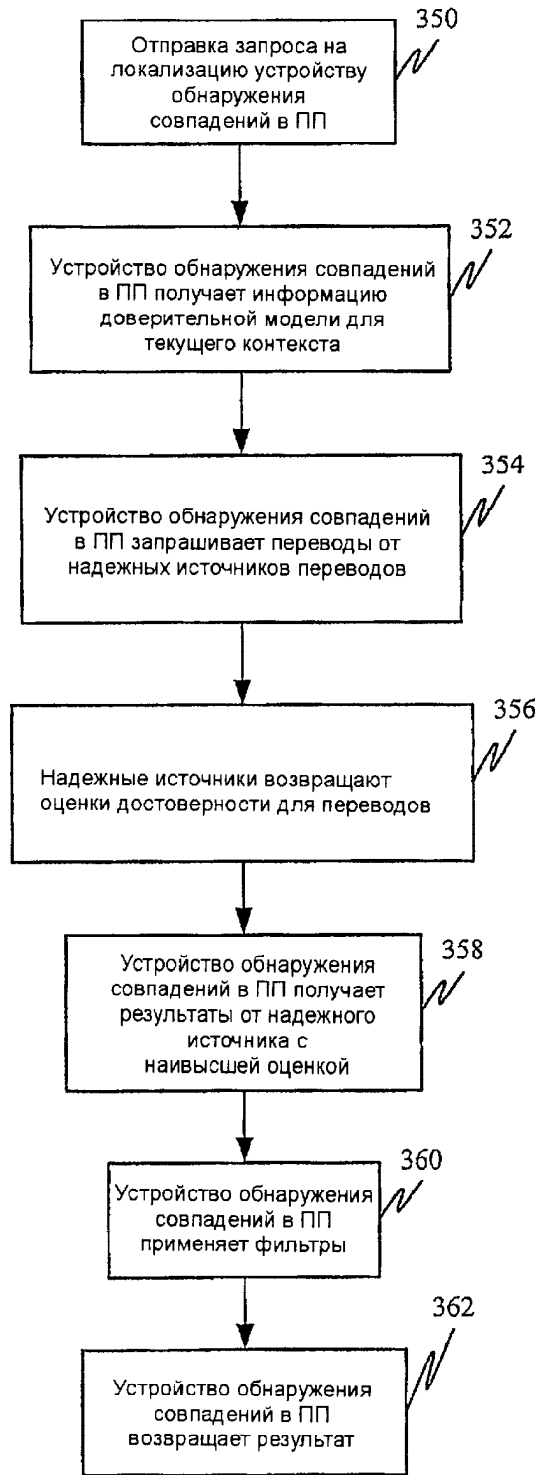 350
Отправка запроса на
локализацию устройству
обнаружения
совпадений в ПП
352
Устройство обнаружения совпадений
в ПП получает информацию
доверительной модели для
текущего контекста
354
Устройство обнаружения совпадений
в ПП запрашивает переводы от
надежных источников переводов
356
Надежные источники возвращают
оценки достоверности для переводов
358
Устройство обнаружения
совпадений в ПП получает
результаты от надежного
источника с
наивысшей оценкой
360
Устройство обнаружения
совпадений в ПП
применяет фильтры
362
Устройство обнаружения
совпадений в ПП
возвращает результат